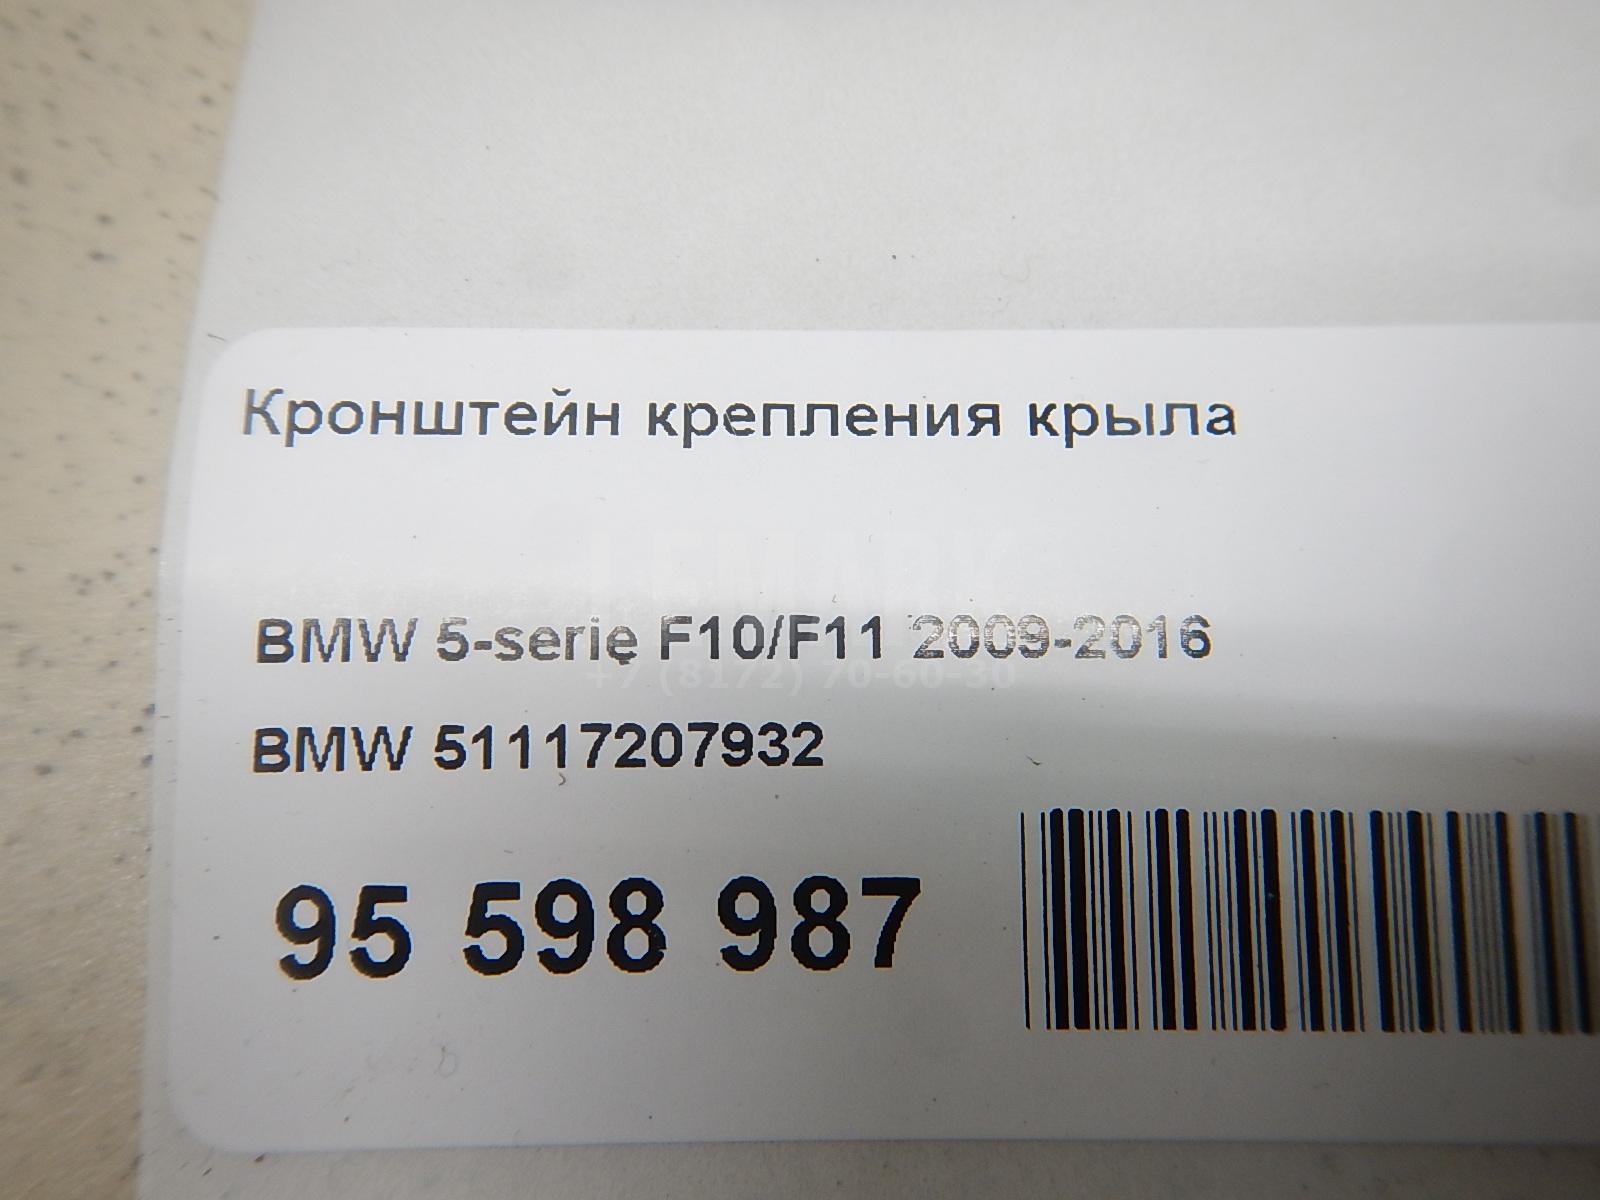 Кронштейн крепления крыла
LEMARK
BMW 5-serie F10/F11 2009-2016
+7 (8172) 70-60-30
BMW 51117207932
95 598 987